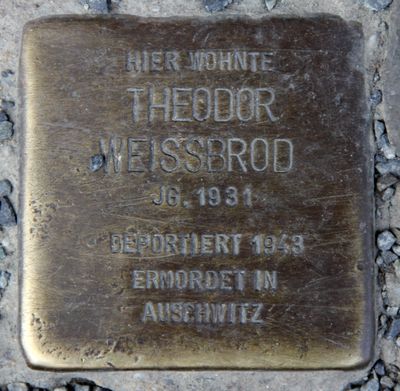 HIER WOHNTE
THEODOR
WEISSBROD
JG. 1931
DEPORTIERT 1943
ERMORDET IN
AUSCHWITZ